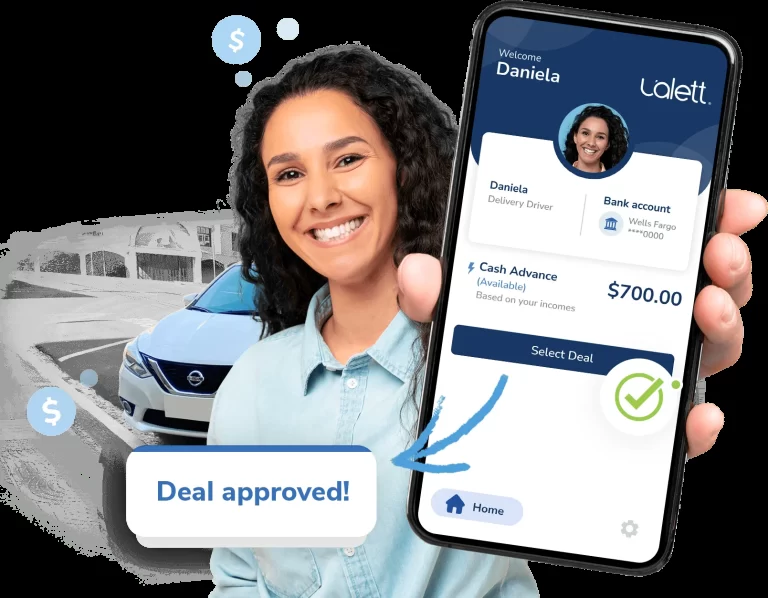 $
Welcome
Daniela
Ualett.
Daniela
Delivery Driver
Bank account
Wells Fargo
****0000
Cash Advance
(Available)
Based on your incomes
$700.00
Select Deal
$
Deal approved!
Home